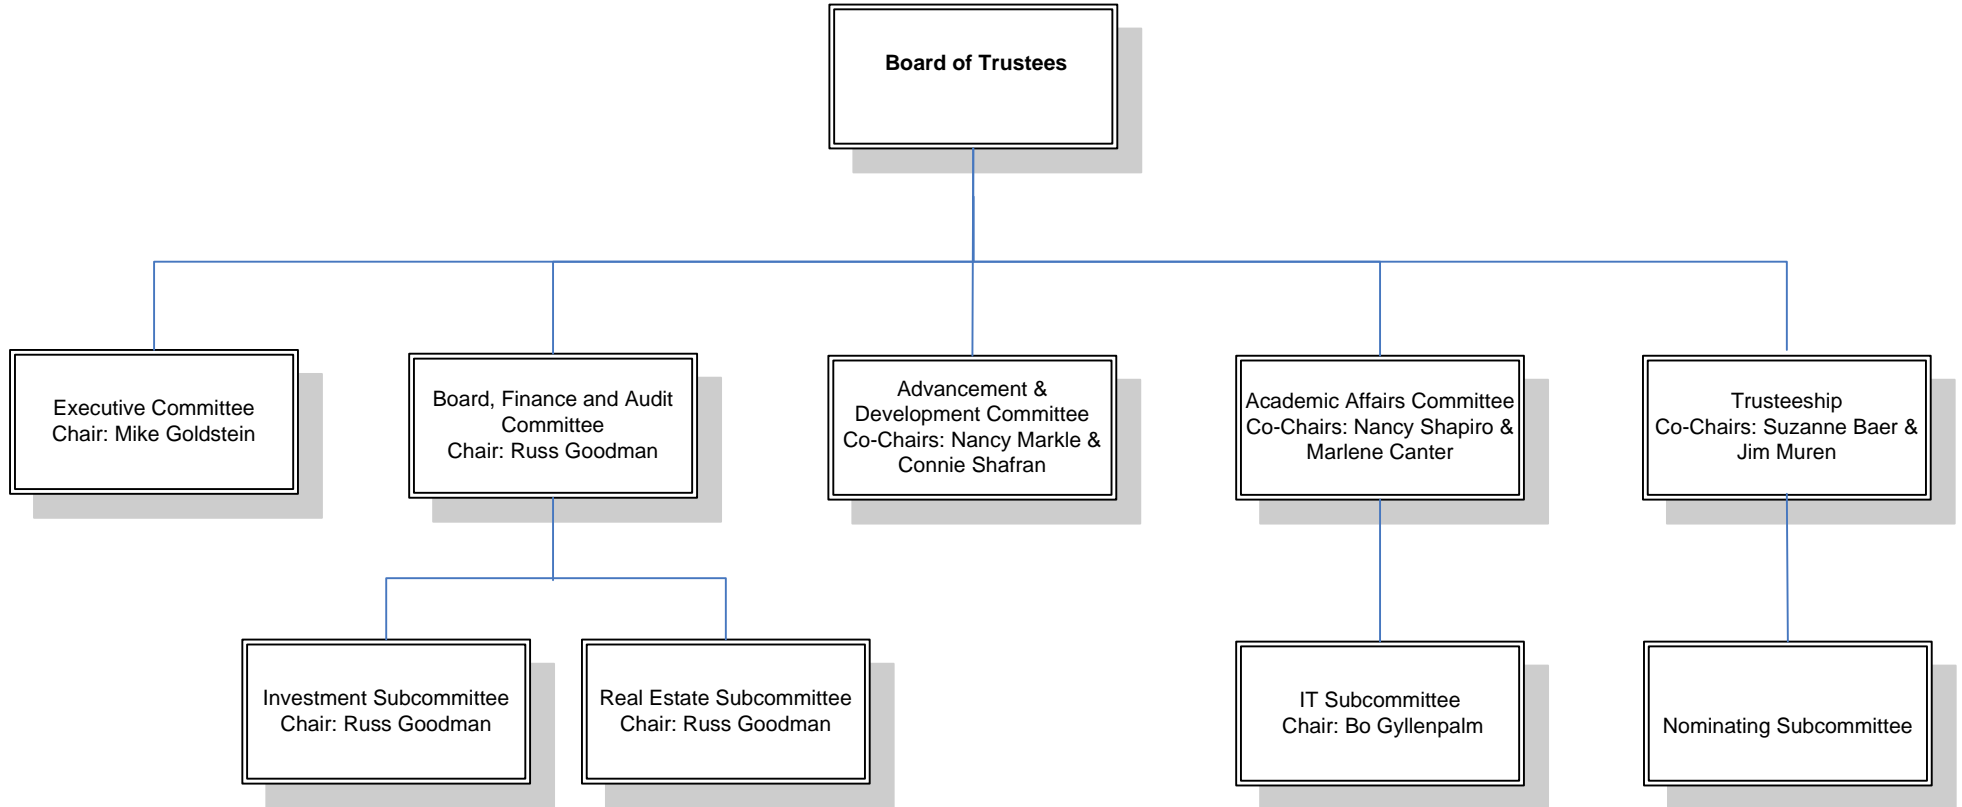 Board of Trustees
Executive Committee
Chair: Mike Goldstein
Board, Finance and Audit
Committee
Chair: Russ Goodman
Advancement &
Development Committee
Co-Chairs: Nancy Markle &
Connie Shafran
Academic Affairs Committee
Co-Chairs: Nancy Shapiro &
Marlene Canter
Trusteeship
Co-Chairs: Suzanne Baer &
Jim Muren
Investment Subcommittee
Chair: Russ Goodman
Real Estate Subcommittee
Chair: Russ Goodman
IT Subcommittee
Chair: Bo Gyllenpalm
Nominating Subcommittee